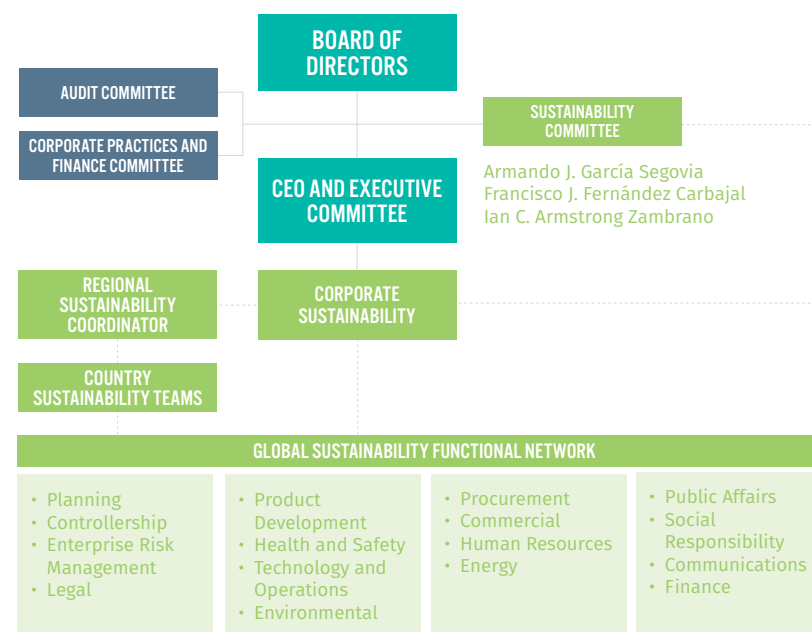 BOARD OF
DIRECTORS
AUDIT COMMITTEE
CORPORATE PRACTICES AND
FINANCE COMMITTEE
SUSTAINABILITY
COMMITTEE
Armando J. García Segovia
Francisco J. Fernández Carbajal
Ian C. Armstrong Zambrano
CEO AND EXECUTIVE
COMMITTEE
REGIONAL
SUSTAINABILITY
COORDINATOR
CORPORATE
SUSTAINABILITY
COUNTRY
SUSTAINABILITY TEAMS
GLOBAL SUSTAINABILITY FUNCTIONAL NETWORK
• Planning
• Controllership
• Enterprise Risk
Management
• Legal
• Product
Development
• Health and Safety
• Technology and
Operations
• Environmental
• Procurement
• Commercial
• Human Resources
• Energy
• Public Affairs
• Social
Responsibility
• Communications
• Finance